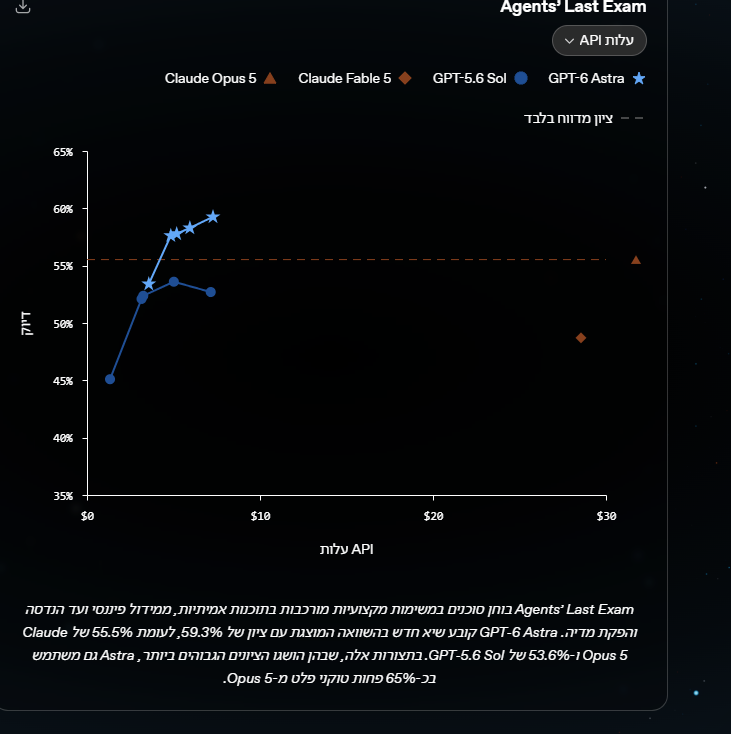 Agents' Last Exam
עלות API
GPT-6 Astra
GPT-5.6 Sol
Claude Fable 5
Claude Opus 5
ציון מדווח בלבד
65%
60%
55%
50%
45%
40%
35%
דיוק
$0
$10
$20
$30
עלות API
Agents' Last Exam בוחן סוכנים במשימות מקצועיות מורכבות בתוכנות אמיתיות, ממידול פיננסי ועד הנדסה
והפקת מדיה. GPT-6 Astra קובע שיא חדש בהשוואה המוצגת עם ציון של 59.3%, לעומת 55.5% של Claude
Opus 5 ו-53.6% של GPT-5.6 Sol. בתצורות אלה, שבהן הושגו הציונים הגבוהים ביותר, Astra גם משתמש
בכ-65% פחות טוקני פלט מ-Opus 5.